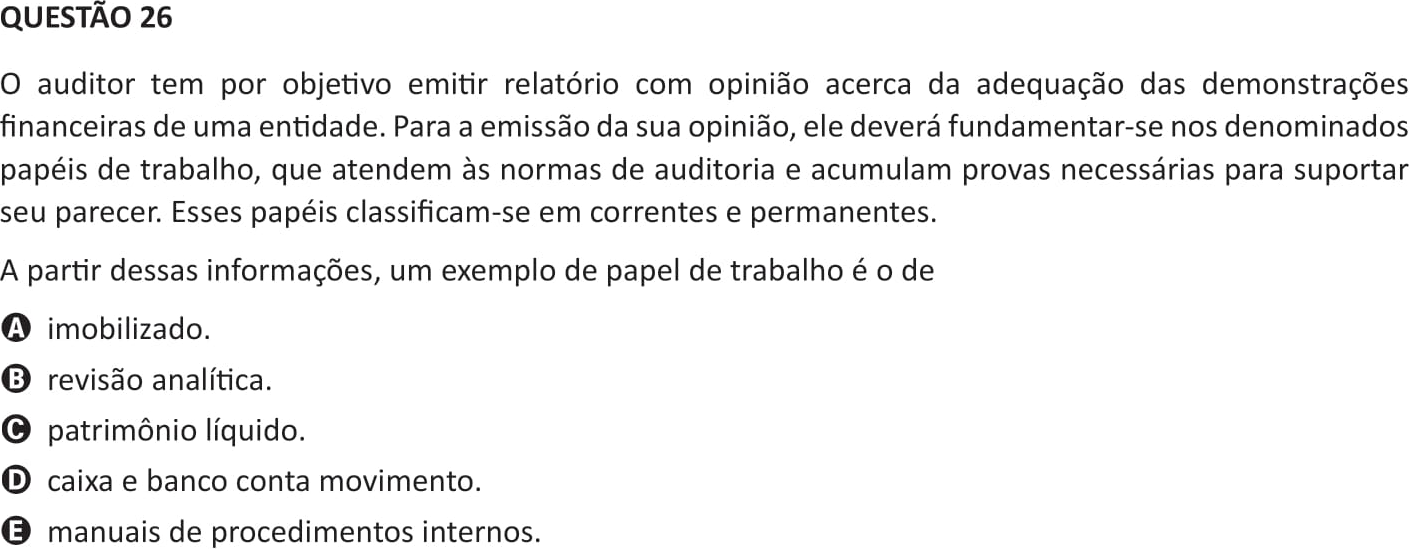 QUESTÃO 26
O auditor tem por objetivo emitir relatório com opinião acerca da adequação das demonstrações
financeiras de uma entidade. Para a emissão da sua opinião, ele deverá fundamentar-se nos denominados
papéis de trabalho, que atendem às normas de auditoria e acumulam provas necessárias para suportar
seu parecer. Esses papéis classificam-se em correntes e permanentes.
A partir dessas informações, um exemplo de papel de trabalho é o de
A imobilizado.
B revisão analítica.
C patrimônio líquido.
D caixa e banco conta movimento.
E manuais de procedimentos internos.